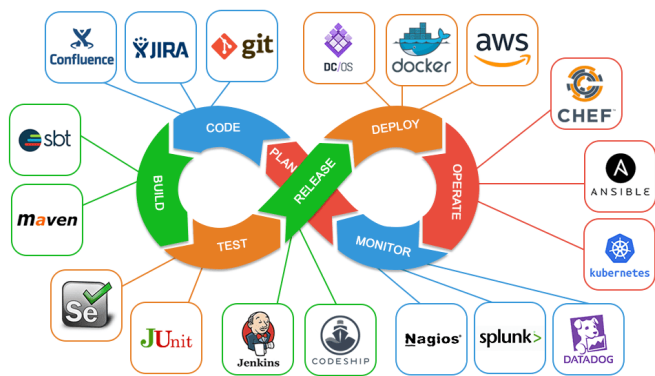 Confluence
JIRA
git
DC/OS
docker
aws
CODE
DEPLOY
CHEF
sbt
PLAN
RELEASE
BUILD
OPERATE
ANSIBLE
maven
TEST
MONITOR
kubernetes
Se
JUnit
Jenkins
CODESHIP
Nagios®
splunk>
DATADOG